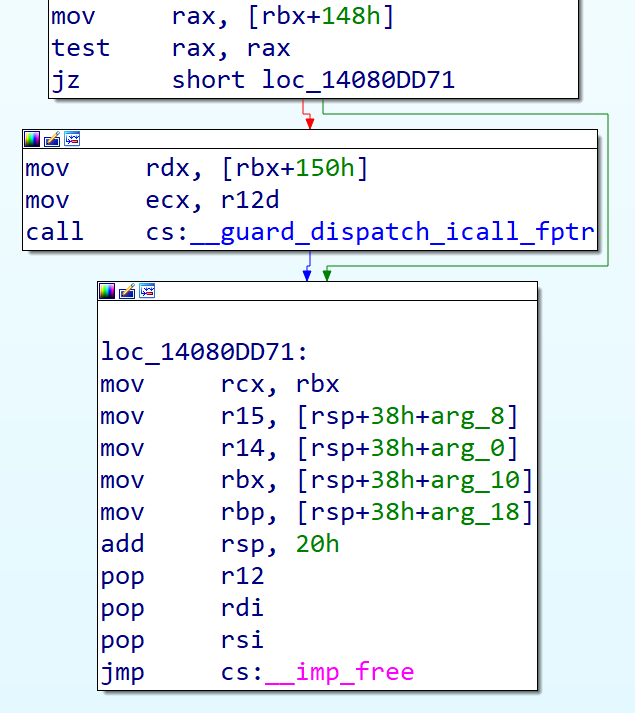 mov rax, [rbx+148h]
test rax, rax
jz short loc_14080DD71
mov rdx, [rbx+150h]
mov ecx, r12d
call cs:__guard_dispatch_icall_fptr
loc_14080DD71:
mov rcx, rbx
mov r15, [rsp+38h+arg_8]
mov r14, [rsp+38h+arg_0]
mov rbx, [rsp+38h+arg_10]
mov rbp, [rsp+38h+arg_18]
add rsp, 20h
pop r12
pop rdi
pop rsi
jmp cs:__imp_free